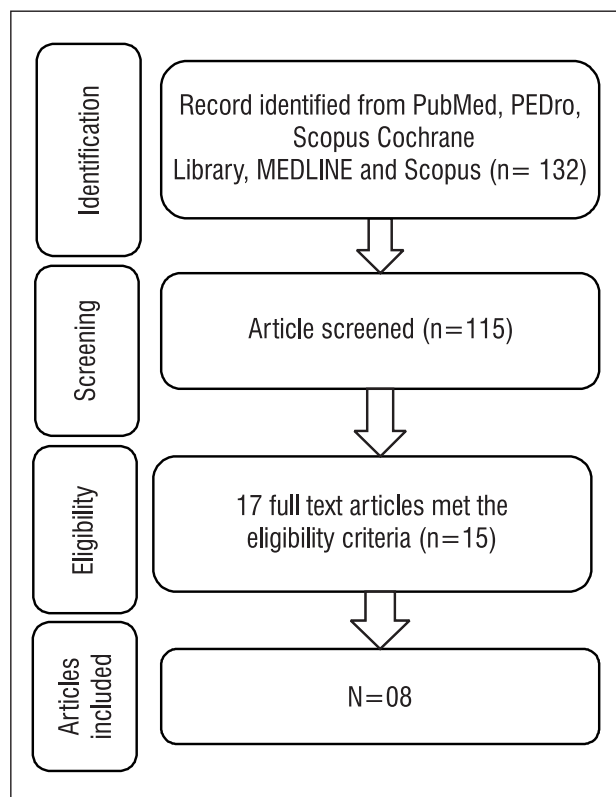 Identification
Record identified from PubMed, PEDro,
Scopus Cochrane
Library, MEDLINE and Scopus (n= 132)
Screening
Article screened (n=115)
Eligibility
17 full text articles met the
eligibility criteria (n=15)
Articles
included
N=08